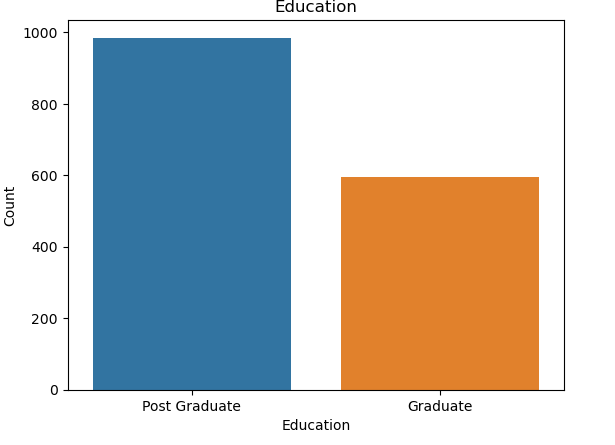 Education
1000
800
600
400
200
0
Count
Post Graduate
Graduate
Education